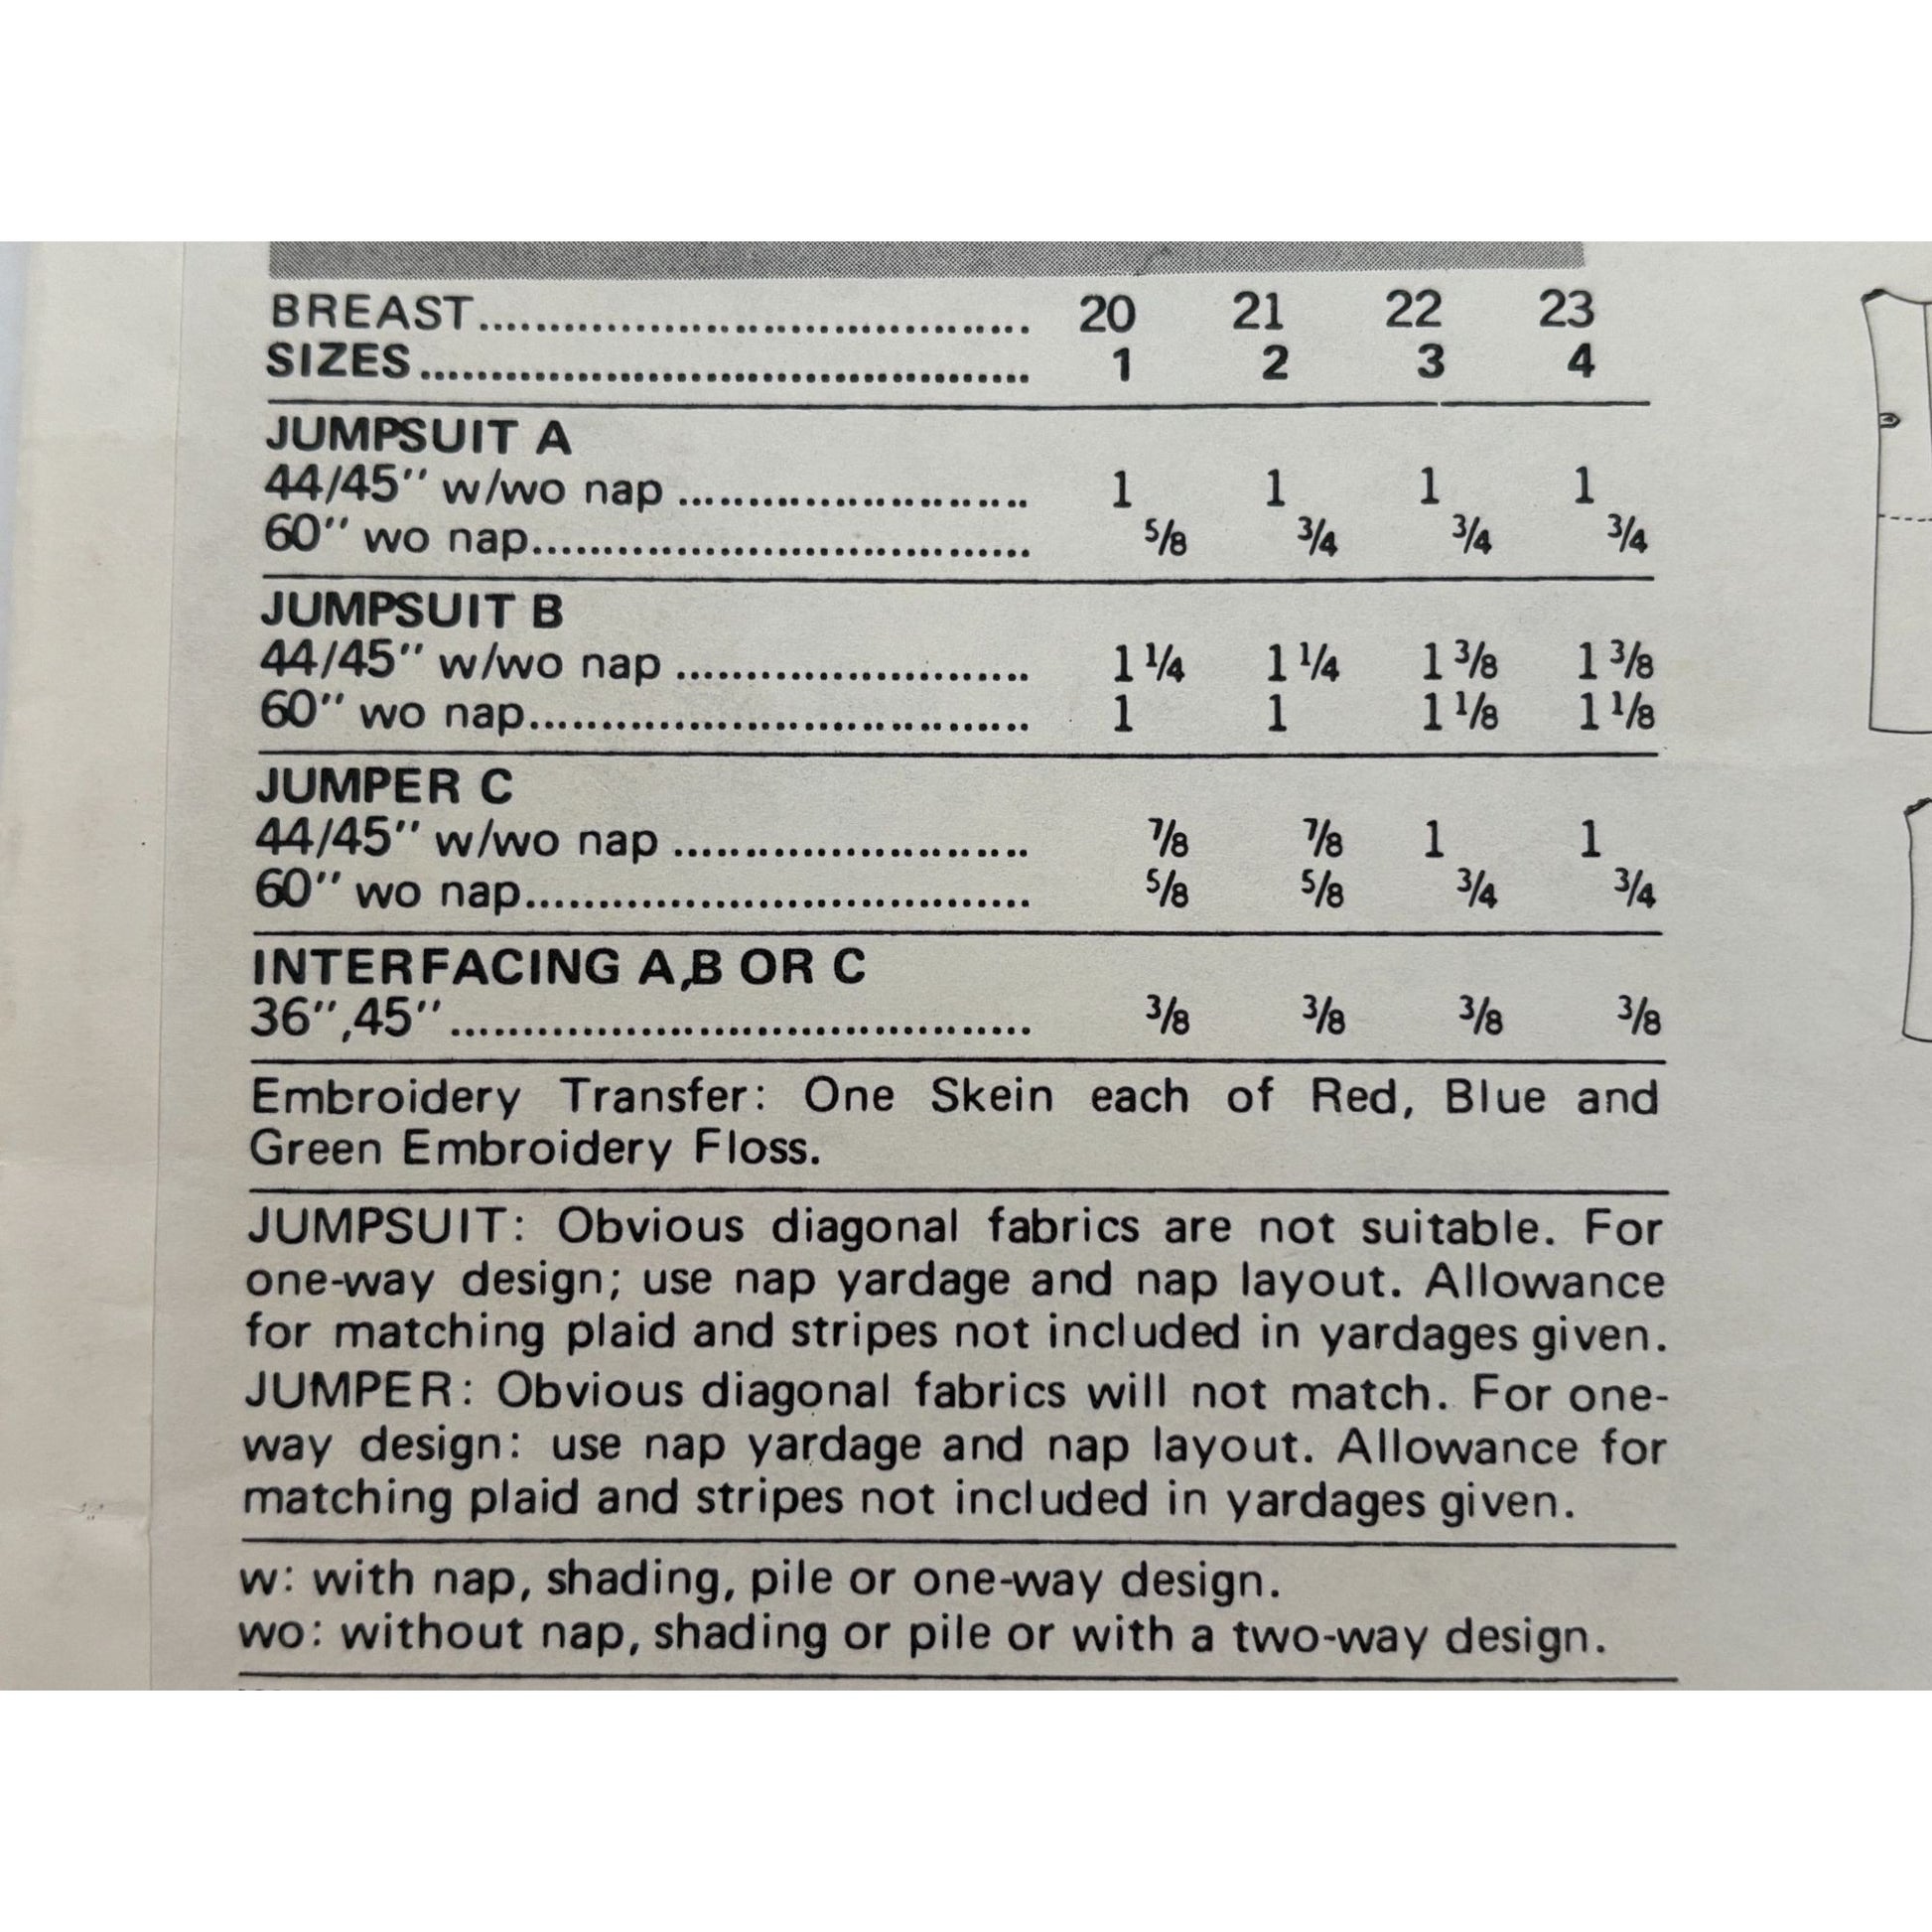 BREAST........................................ 20 21 22 23
SIZES........................................... 1 2 3 4
JUMPSUIT A
44/45" w/wo nap ......................... 1 1 1 1
60" wo nap................................... 5/8 3/4 3/4 3/4
JUMPSUIT B
44/45" w/wo nap ......................... 1 1/4 1 1/4 1 3/8 1 3/8
60" wo nap................................... 1 1 1 1/8 1 1/8
JUMPER C
44/45" w/wo nap ......................... 7/8 7/8 1 1
60" wo nap................................... 5/8 5/8 3/4 3/4
INTERFACING A,B OR C
36",45"......................................... 3/8 3/8 3/8 3/8
Embroidery Transfer: One Skein each of Red, Blue and
Green Embroidery Floss.
JUMPSUIT: Obvious diagonal fabrics are not suitable. For
one-way design; use nap yardage and nap layout. Allowance
for matching plaid and stripes not included in yardages given.
JUMPER: Obvious diagonal fabrics will not match. For one-
way design: use nap yardage and nap layout. Allowance for
matching plaid and stripes not included in yardages given.
w: with nap, shading, pile or one-way design.
wo: without nap, shading or pile or with a two-way design.